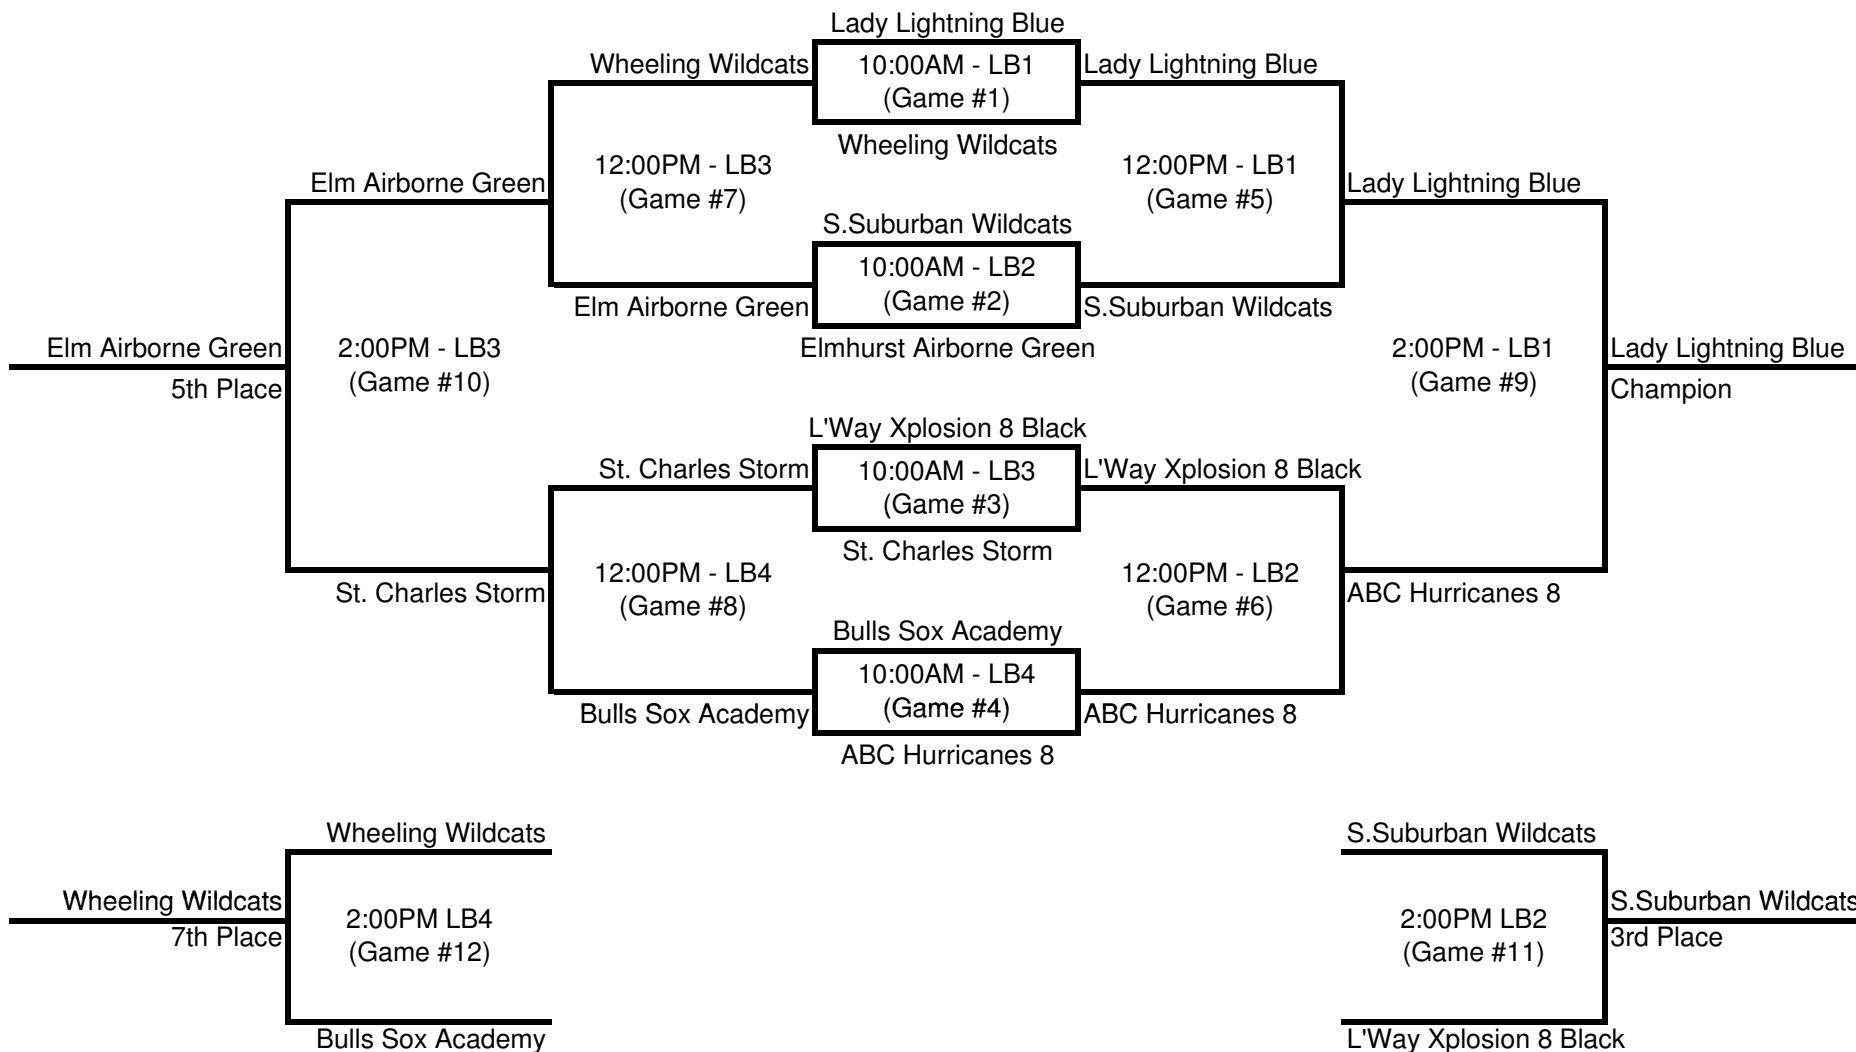 Lady Lightning Blue
Wheeling Wildcats
10:00AM - LB1
(Game #1)
Lady Lightning Blue
Wheeling Wildcats
12:00PM - LB3
(Game #7)
12:00PM - LB1
(Game #5)
Elm Airborne Green
Lady Lightning Blue
S.Suburban Wildcats
10:00AM - LB2
(Game #2)
Elm Airborne Green
S.Suburban Wildcats
Elmhurst Airborne Green
Elm Airborne Green
5th Place
2:00PM - LB3
(Game #10)
2:00PM - LB1
(Game #9)
Lady Lightning Blue
Champion
L'Way Xplosion 8 Black
St. Charles Storm
10:00AM - LB3
(Game #3)
L'Way Xplosion 8 Black
St. Charles Storm
12:00PM - LB4
(Game #8)
12:00PM - LB2
(Game #6)
St. Charles Storm
ABC Hurricanes 8
Bulls Sox Academy
10:00AM - LB4
(Game #4)
Bulls Sox Academy
ABC Hurricanes 8
ABC Hurricanes 8
Wheeling Wildcats
S.Suburban Wildcats
Wheeling Wildcats
7th Place
2:00PM LB4
(Game #12)
2:00PM LB2
(Game #11)
S.Suburban Wildcats
3rd Place
Bulls Sox Academy
L'Way Xplosion 8 Black